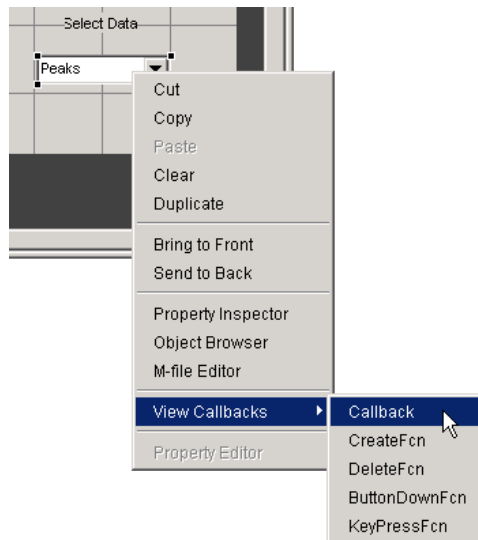 Select Data
Peaks
Cut
Copy
Paste
Clear
Duplicate
Bring to Front
Send to Back
Property Inspector
Object Browser
M-file Editor
View Callbacks
Property Editor
Callback
CreateFcn
DeleteFcn
ButtonDownFcn
KeyPressFcn